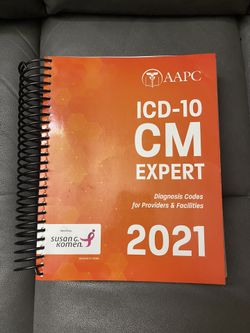 AAPC
ICD-10
CM
EXPERT
Diagnosis Codes
for Providers & Facilities
SUSAN G.
Komen
2021